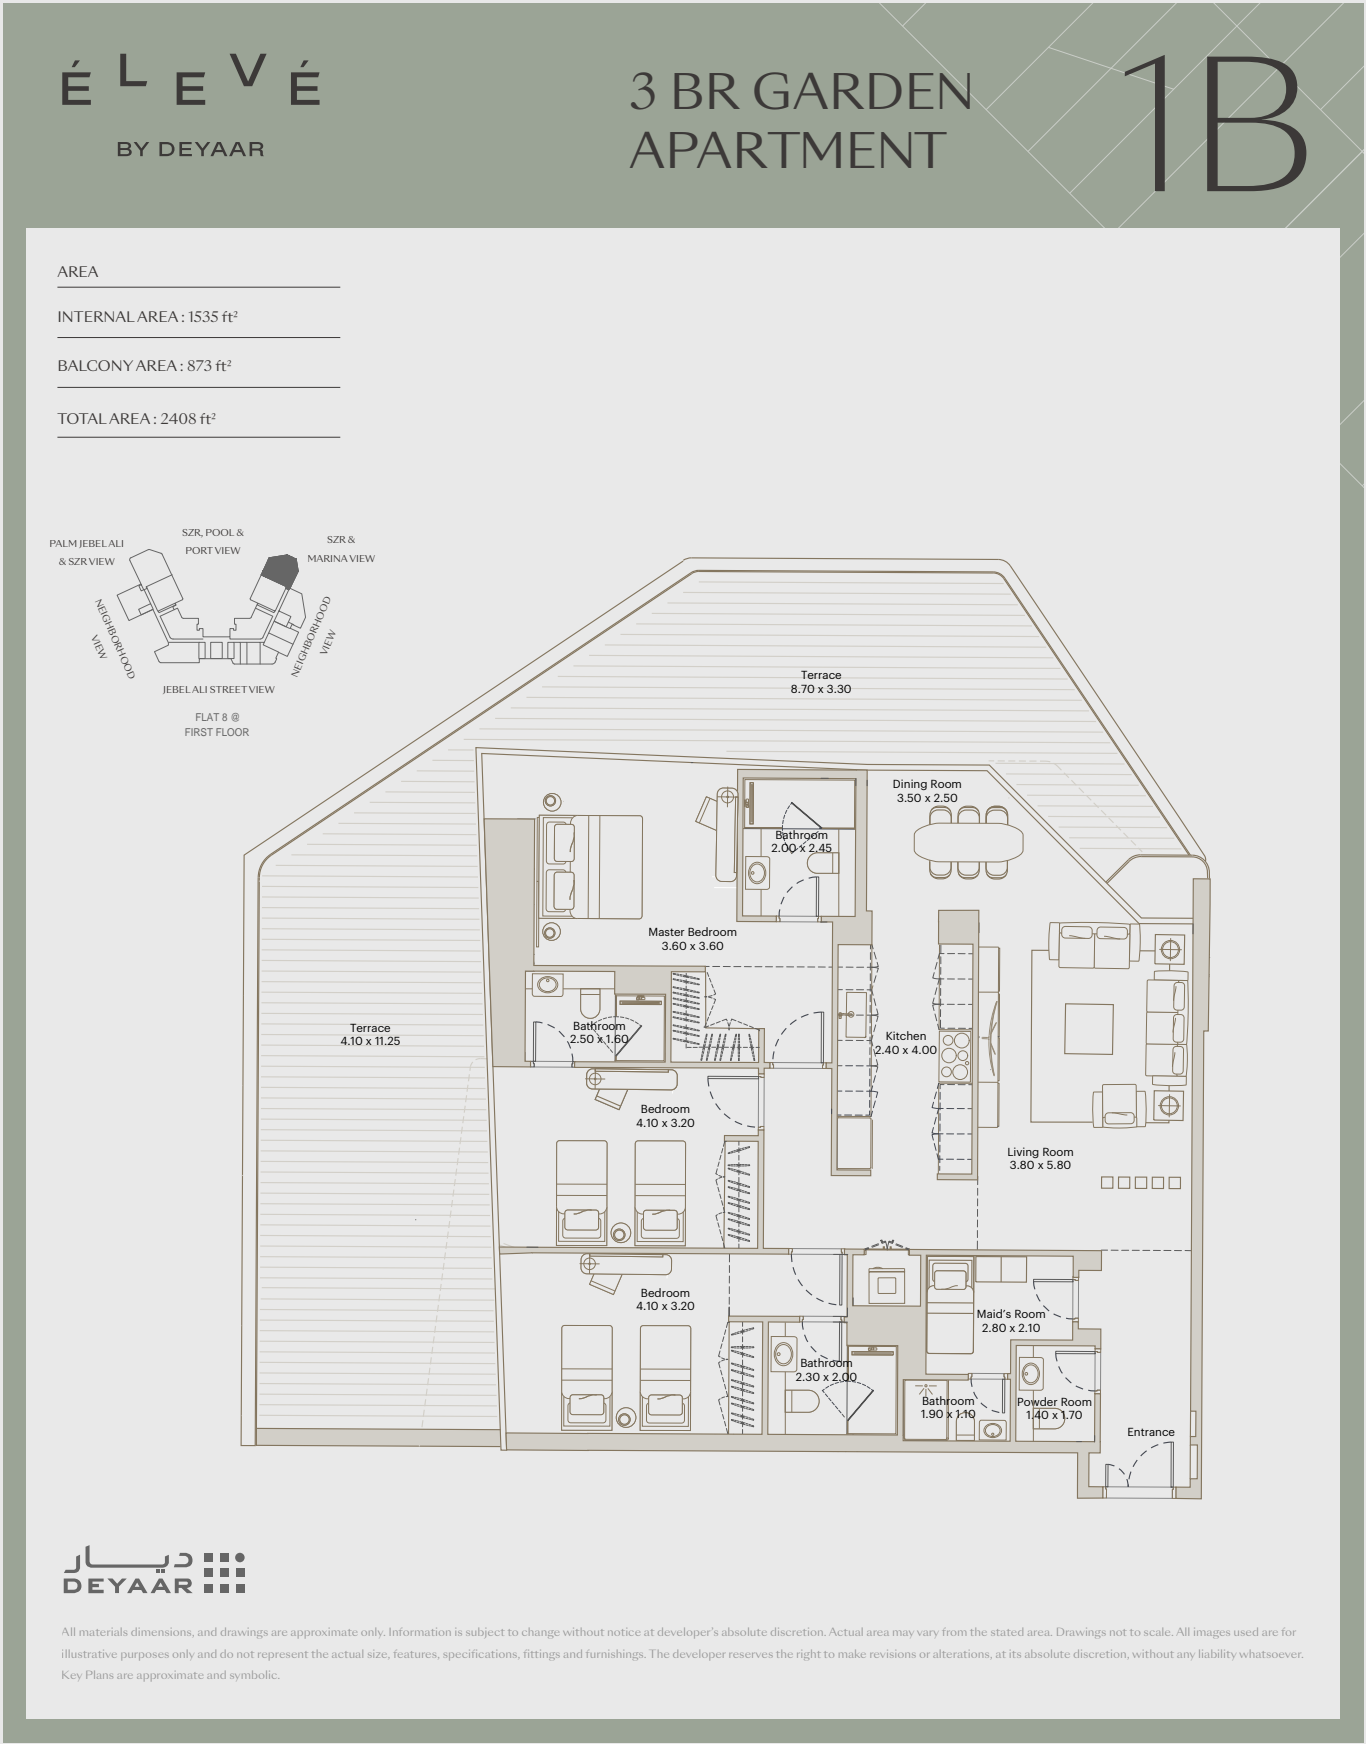 ÉLEVÉ
BY DEYAAR
3 BR GARDEN
APARTMENT
1B
AREA
INTERNAL AREA : 1535 ft²
BALCONY AREA : 873 ft²
TOTAL AREA : 2408 ft²
PALM JEBEL ALI
& SZR VIEW
SZR, POOL &
PORT VIEW
SZR &
MARINA VIEW
NEIGHBORHOOD
VIEW
NEIGHBORHOOD
VIEW
JEBEL ALI STREET VIEW
FLAT 8 @
FIRST FLOOR
Terrace
8.70 x 3.30
Dining Room
3.50 x 2.50
Bathroom
2.00 x 2.45
Master Bedroom
3.60 x 3.60
Terrace
4.10 x 11.25
Bathroom
2.50 x 1.60
Kitchen
2.40 x 4.00
Bedroom
4.10 x 3.20
Living Room
3.80 x 5.80
Bedroom
4.10 x 3.20
Maid's Room
2.80 x 2.10
Bathroom
2.30 x 2.00
Bathroom
1.90 x 1.10
Powder Room
1.40 x 1.70
Entrance
ديار
DEYAAR
All materials dimensions, and drawings are approximate only. Information is subject to change without notice at developer's absolute discretion. Actual area may vary from the stated area. Drawings not to scale. All images used are for
illustrative purposes only and do not represent the actual size, features, specifications, fittings and furnishings. The developer reserves the right to make revisions or alterations, at its absolute discretion, without any liability whatsoever.
Key Plans are approximate and symbolic.